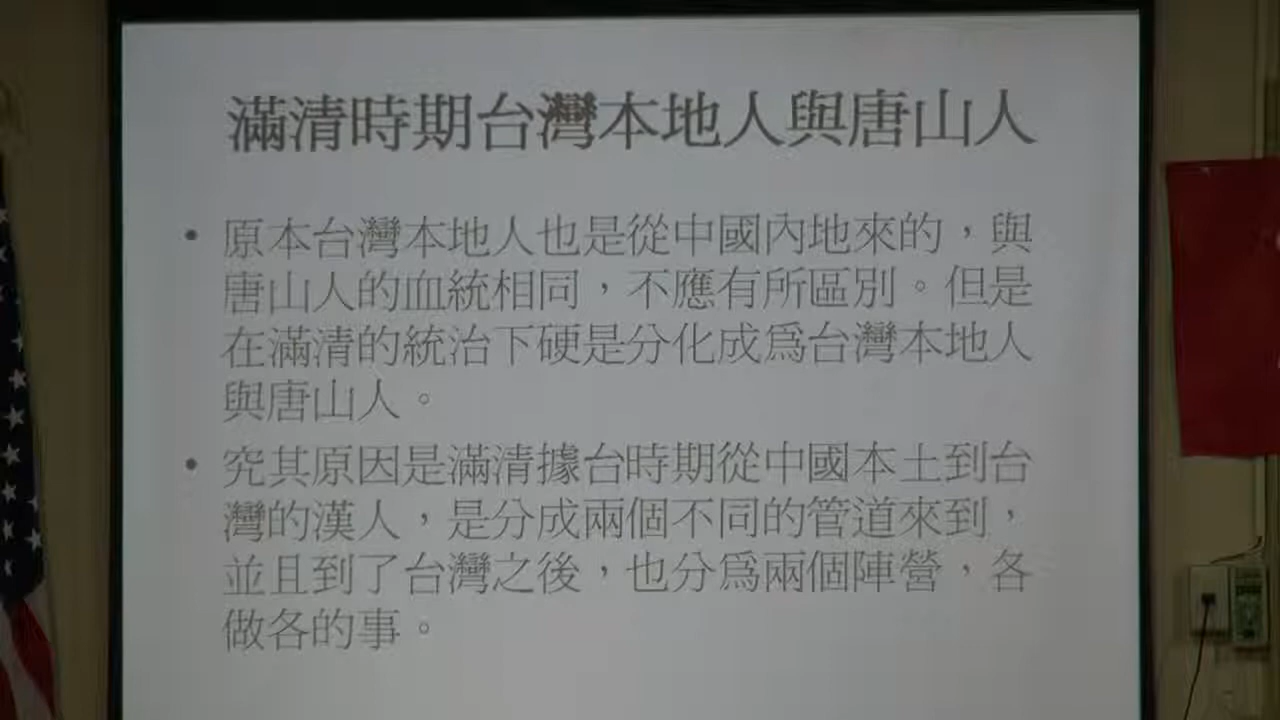 滿清時期台灣本地人與唐山人
• 原本台灣本地人也是從中國內地來的，與
唐山人的血統相同，不應有所區別。但是
在滿清的統治下硬是分化成為台灣本地人
與唐山人。
• 究其原因是滿清據台時期從中國本土到台
灣的漢人，是分成兩個不同的管道來到，
並且到了台灣之後，也分為兩個陣營，各
做各的事。